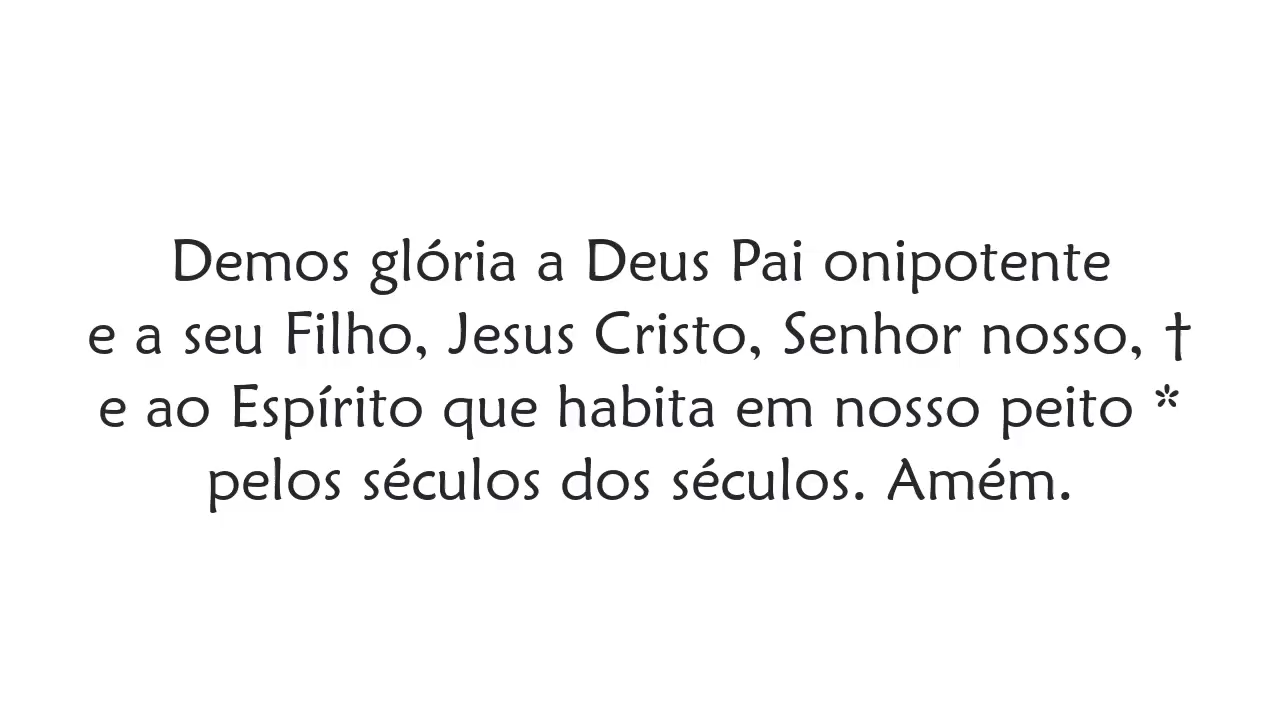 Demos glória a Deus Pai onipotente
e a seu Filho, Jesus Cristo, Senhor nosso, †
e ao Espírito que habita em nosso peito *
pelos séculos dos séculos. Amém.